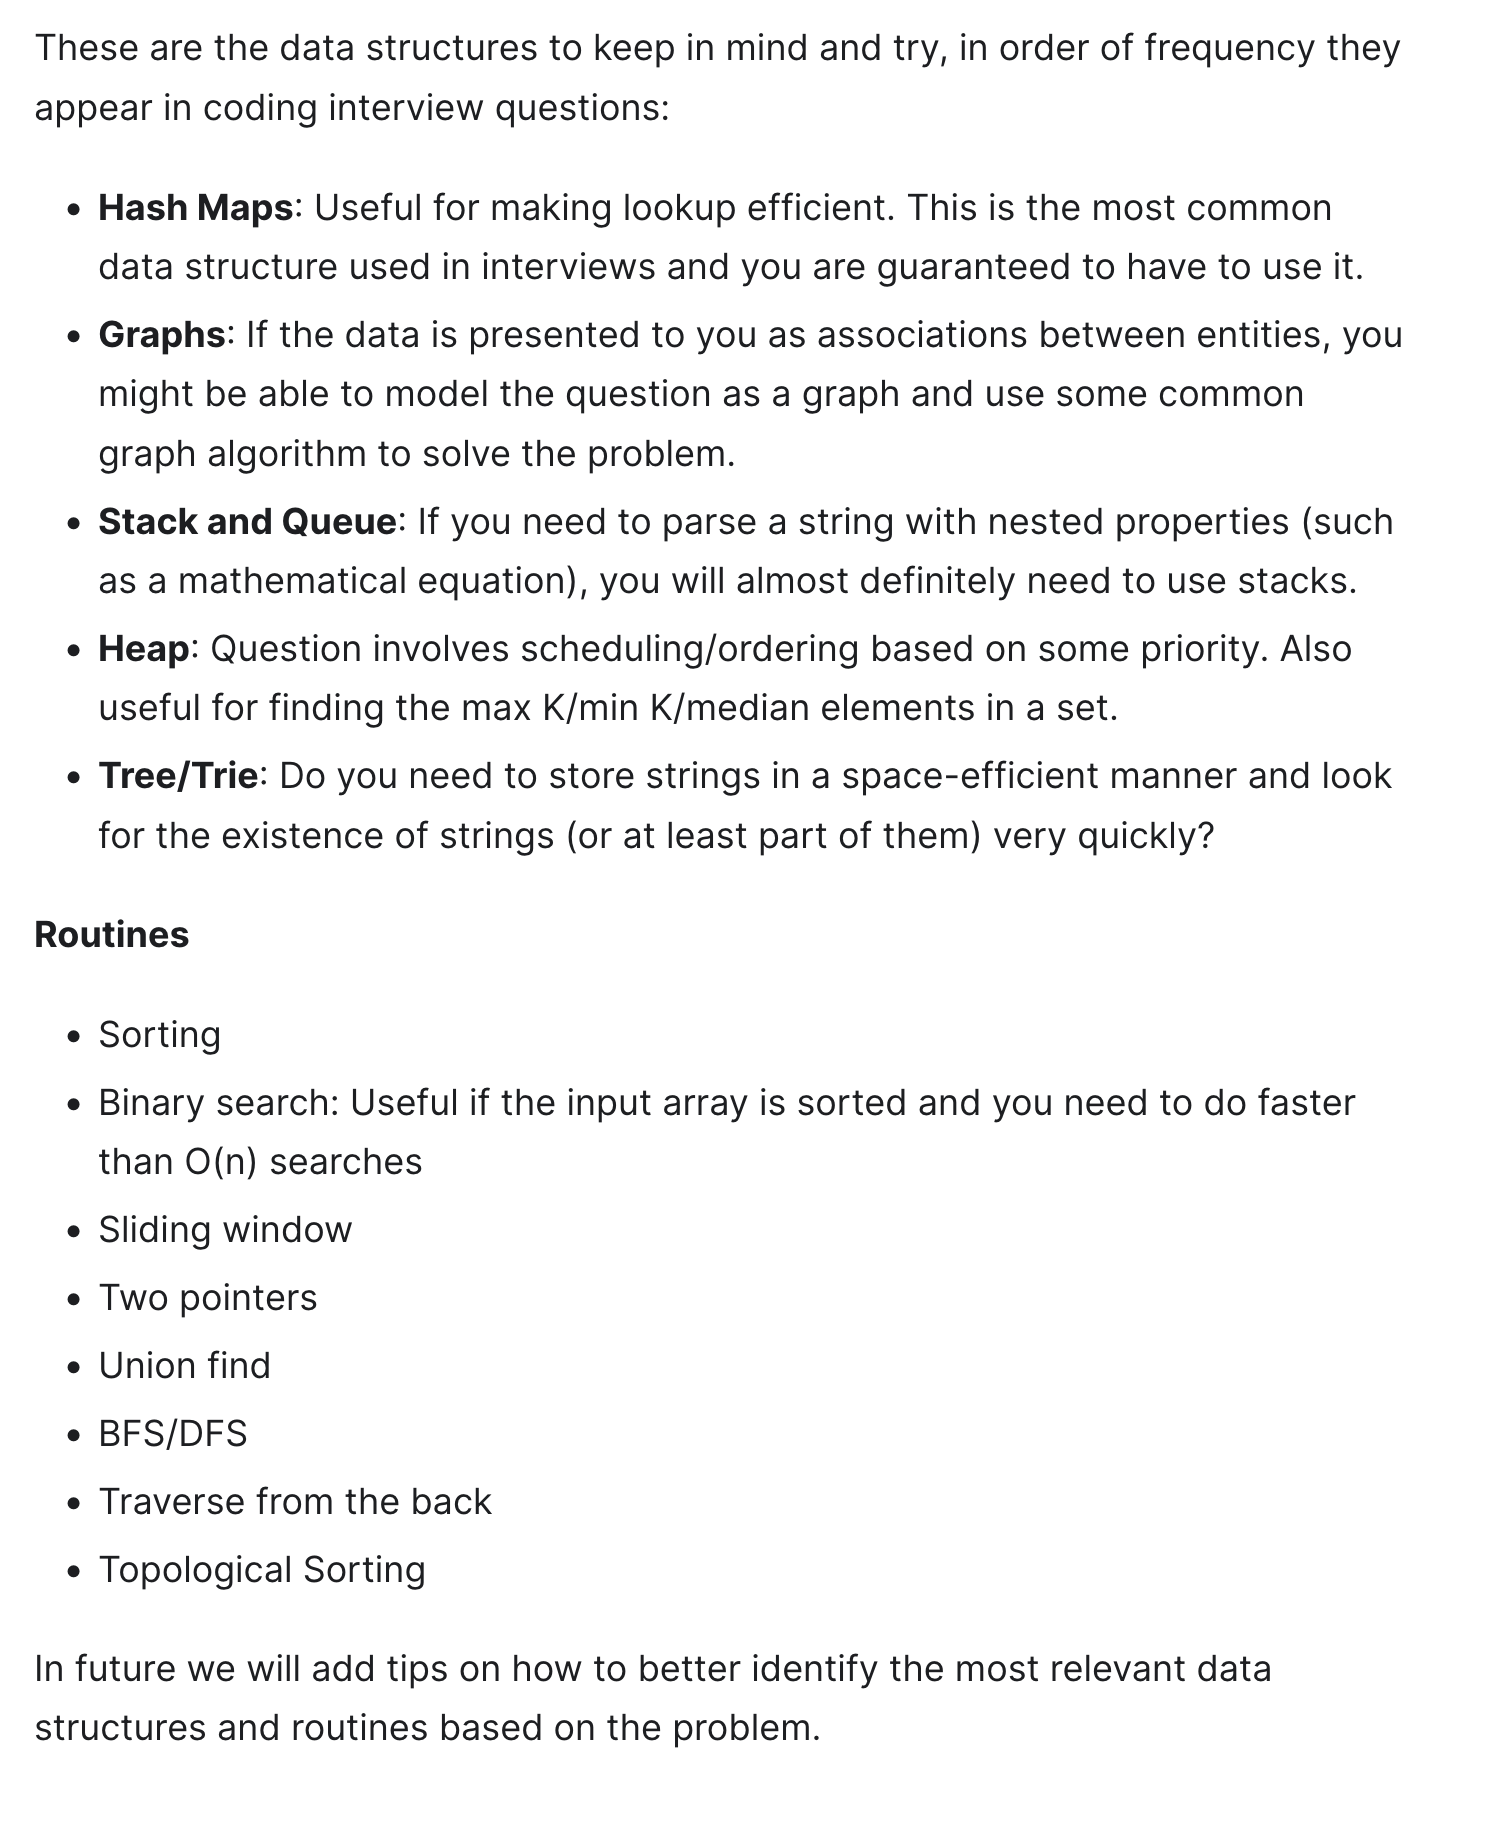 These are the data structures to keep in mind and try, in order of frequency they
appear in coding interview questions:
• Hash Maps: Useful for making lookup efficient. This is the most common
data structure used in interviews and you are guaranteed to have to use it.
• Graphs: If the data is presented to you as associations between entities, you
might be able to model the question as a graph and use some common
graph algorithm to solve the problem.
• Stack and Queue: If you need to parse a string with nested properties (such
as a mathematical equation), you will almost definitely need to use stacks.
• Heap: Question involves scheduling/ordering based on some priority. Also
useful for finding the max K/min K/median elements in a set.
• Tree/Trie: Do you need to store strings in a space-efficient manner and look
for the existence of strings (or at least part of them) very quickly?
Routines
• Sorting
• Binary search: Useful if the input array is sorted and you need to do faster
than O(n) searches
• Sliding window
• Two pointers
• Union find
• BFS/DFS
• Traverse from the back
• Topological Sorting
In future we will add tips on how to better identify the most relevant data
structures and routines based on the problem.